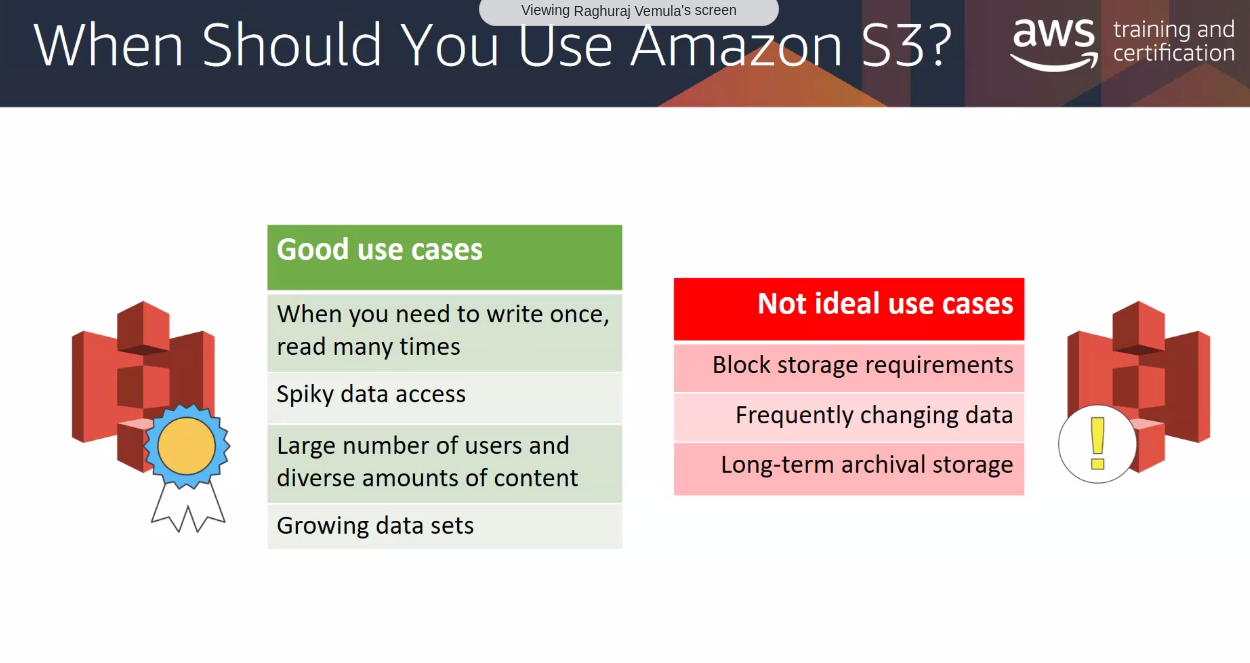 Viewing Raghuraj Vemula's screen
When Should You Use Amazon S3?
aws training and
certification
Good use cases
When you need to write once,
read many times
Spiky data access
Large number of users and
diverse amounts of content
Growing data sets
Not ideal use cases
Block storage requirements
Frequently changing data
Long-term archival storage
!